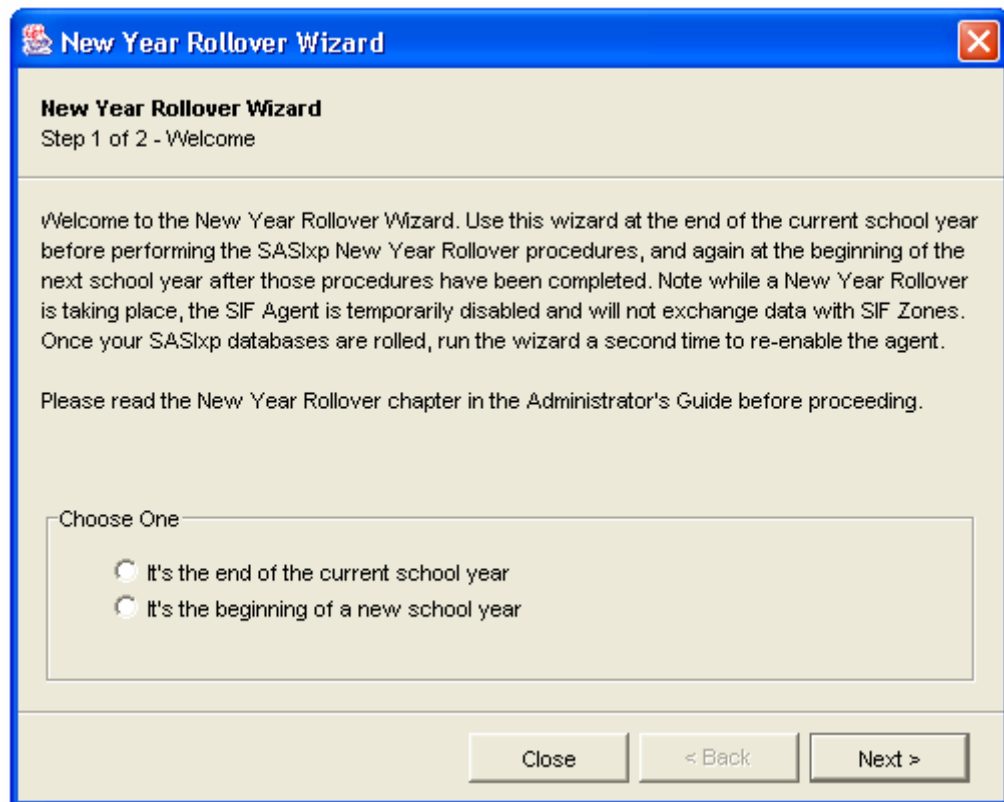 New Year Rollover Wizard
New Year Rollover Wizard
Step 1 of 2 - Welcome
Welcome to the New Year Rollover Wizard. Use this wizard at the end of the current school year
before performing the SASIxp New Year Rollover procedures, and again at the beginning of the
next school year after those procedures have been completed. Note while a New Year Rollover
is taking place, the SIF Agent is temporarily disabled and will not exchange data with SIF Zones.
Once your SASIxp databases are rolled, run the wizard a second time to re-enable the agent.
Please read the New Year Rollover chapter in the Administrator's Guide before proceeding.
Choose One
It's the end of the current school year
It's the beginning of a new school year
Close
< Back
Next >